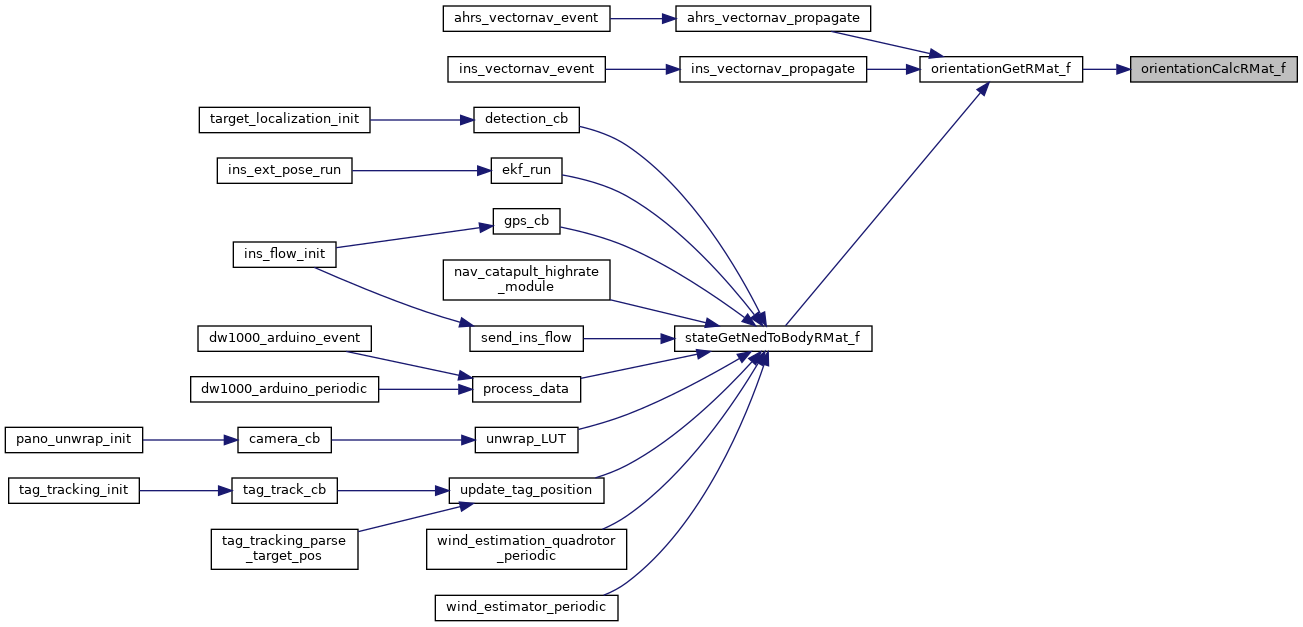 ahrs_vectornav_event
ahrs_vectornav_propagate
ins_vectornav_event
ins_vectornav_propagate
orientationGetRMat_f
orientationCalcRMat_f
target_localization_init
detection_cb
ins_ext_pose_run
ekf_run
gps_cb
ins_flow_init
nav_catapult_highrate
_module
dw1000_arduino_event
send_ins_flow
stateGetNedToBodyRMat_f
dw1000_arduino_periodic
process_data
pano_unwrap_init
camera_cb
unwrap_LUT
tag_tracking_init
tag_track_cb
update_tag_position
tag_tracking_parse
_target_pos
wind_estimation_quadrotor
_periodic
wind_estimator_periodic